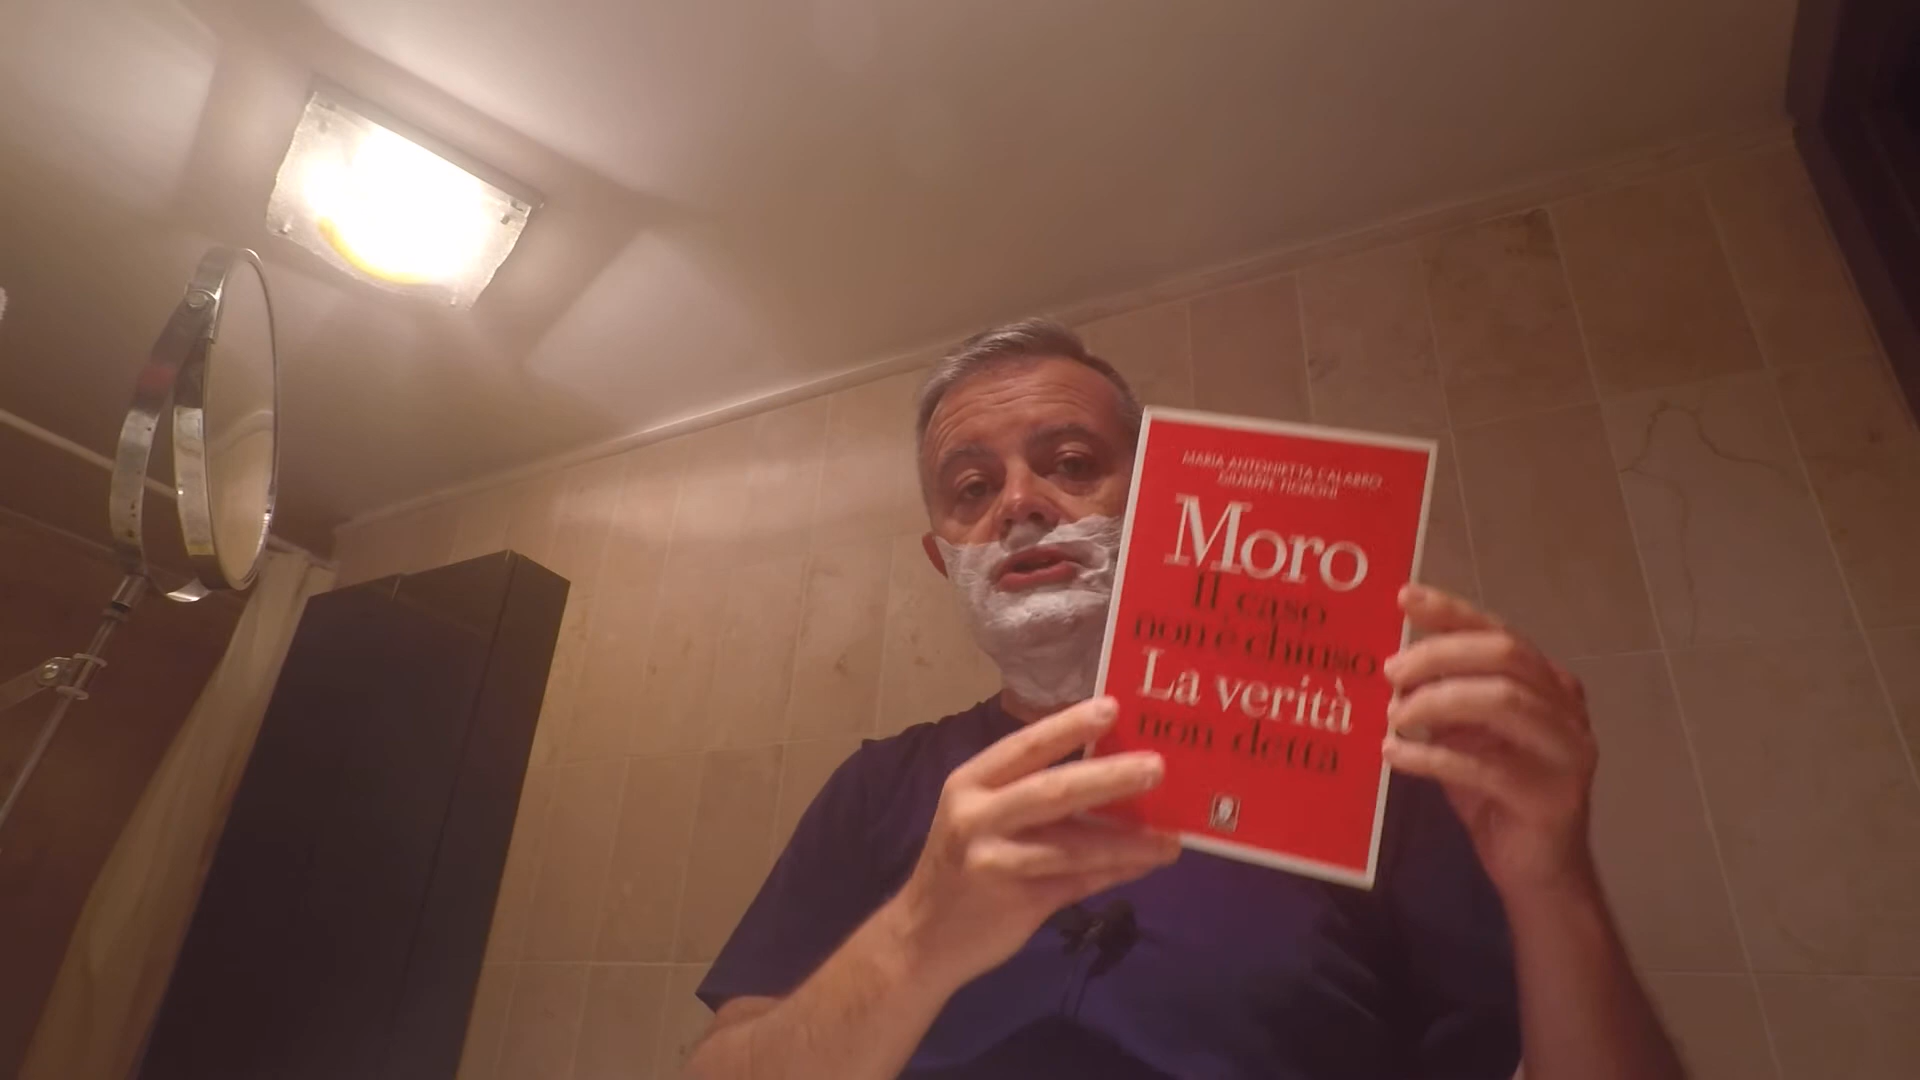 MARIA ANTONIETTA CALABRÒ
GIUSEPPE FIORONI
Moro
Il caso
non è chiuso
La verità
non detta